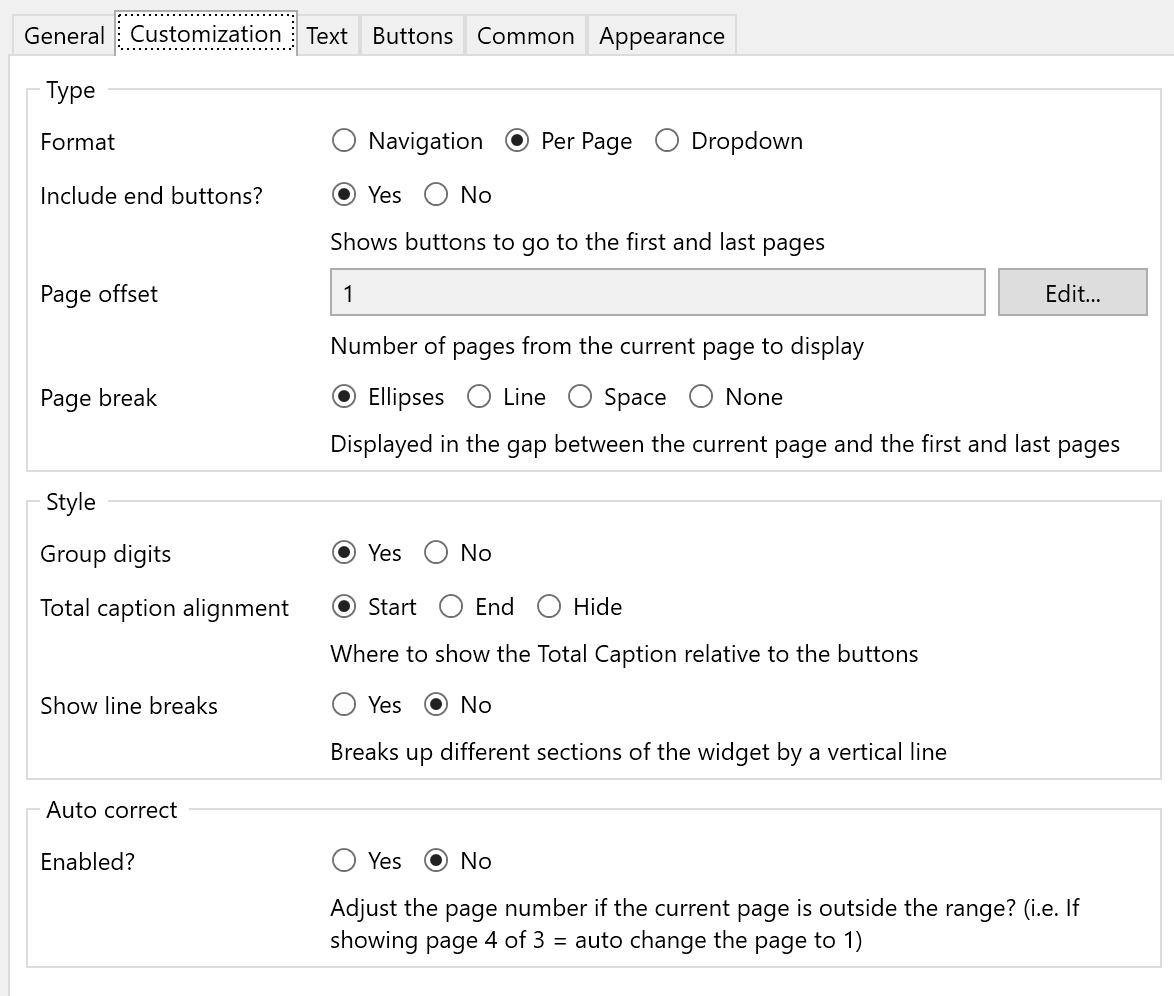 General Customization Text Buttons Common Appearance
Type
Format Navigation Per Page Dropdown
Include end buttons? Yes No
Shows buttons to go to the first and last pages
Page offset 1 Edit...
Number of pages from the current page to display
Page break Ellipses Line Space None
Displayed in the gap between the current page and the first and last pages
Style
Group digits Yes No
Total caption alignment Start End Hide
Where to show the Total Caption relative to the buttons
Show line breaks Yes No
Breaks up different sections of the widget by a vertical line
Auto correct
Enabled? Yes No
Adjust the page number if the current page is outside the range? (i.e. If
showing page 4 of 3 = auto change the page to 1)